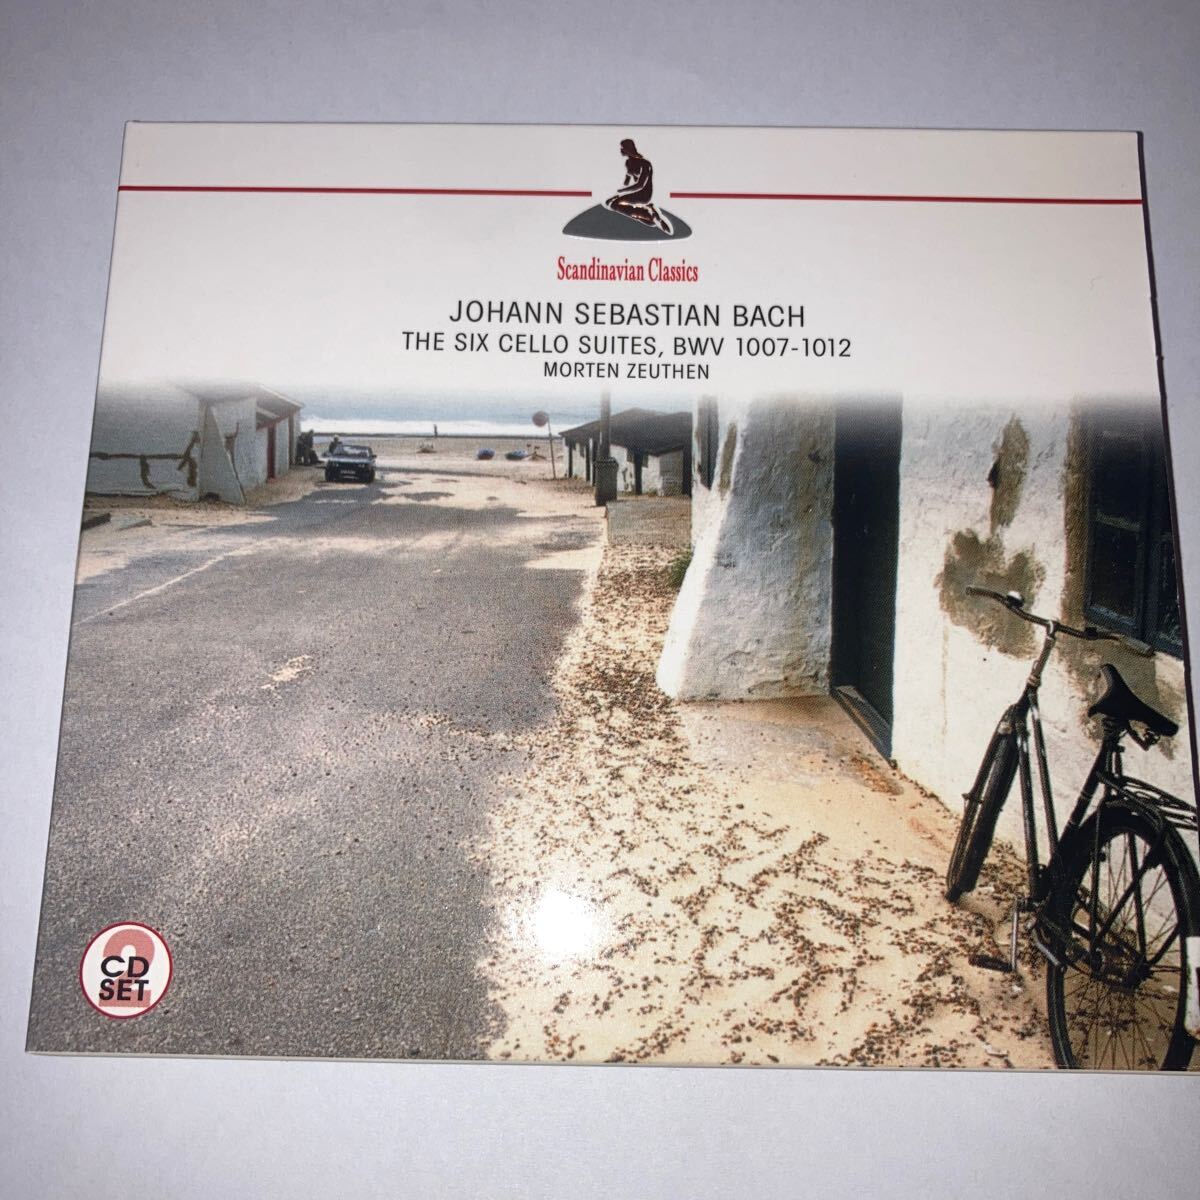 Scandinavian Classics
JOHANN SEBASTIAN BACH
THE SIX CELLO SUITES, BWV 1007-1012
MORTEN ZEUTHEN
2
CD
SET